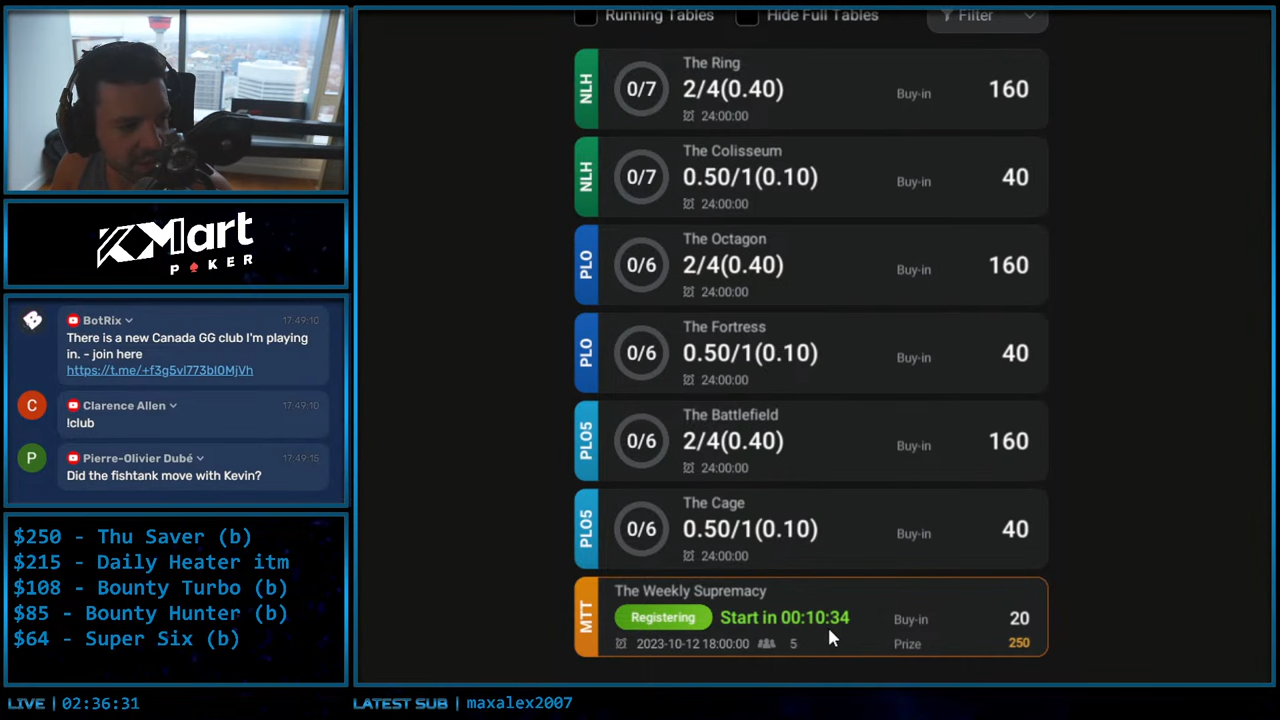 Running Tables
Hide Full Tables
Filter
NLH
0/7
The Ring
2/4(0.40)
24:00:00
Buy-in
160
NLH
0/7
The Colisseum
0.50/1(0.10)
24:00:00
Buy-in
40
PLO
0/6
The Octagon
2/4(0.40)
24:00:00
Buy-in
160
PLO
0/6
The Fortress
0.50/1(0.10)
24:00:00
Buy-in
40
PLO5
0/6
The Battlefield
2/4(0.40)
24:00:00
Buy-in
160
PLO5
0/6
The Cage
0.50/1(0.10)
24:00:00
Buy-in
40
MTT
The Weekly Supremacy
Registering
Start in 00:10:34
Buy-in
20
2023-10-12 18:00:00
5
Prize
250
KMart
POKER
BotRix
17:49:10
There is a new Canada GG club I'm playing
in. - join here
https://t.me/+f3g5vl773bl0MjVh
C
Clarence Allen
17:49:10
!club
P
Pierre-Olivier Dubé
17:49:15
Did the fishtank move with Kevin?
$250 - Thu Saver (b)
$215 - Daily Heater itm
$108 - Bounty Turbo (b)
$85 - Bounty Hunter (b)
$64 - Super Six (b)
LIVE | 02:36:31
LATEST SUB | maxalex2007